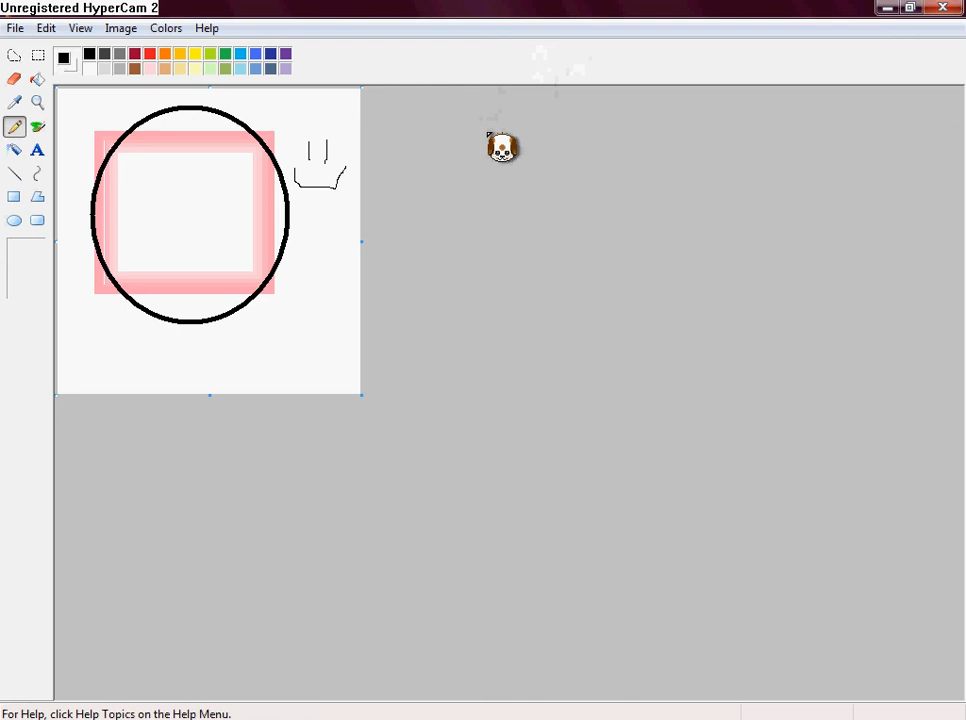 Unregistered HyperCam 2
File Edit View Image Colors Help
A
For Help, click Help Topics on the Help Menu.